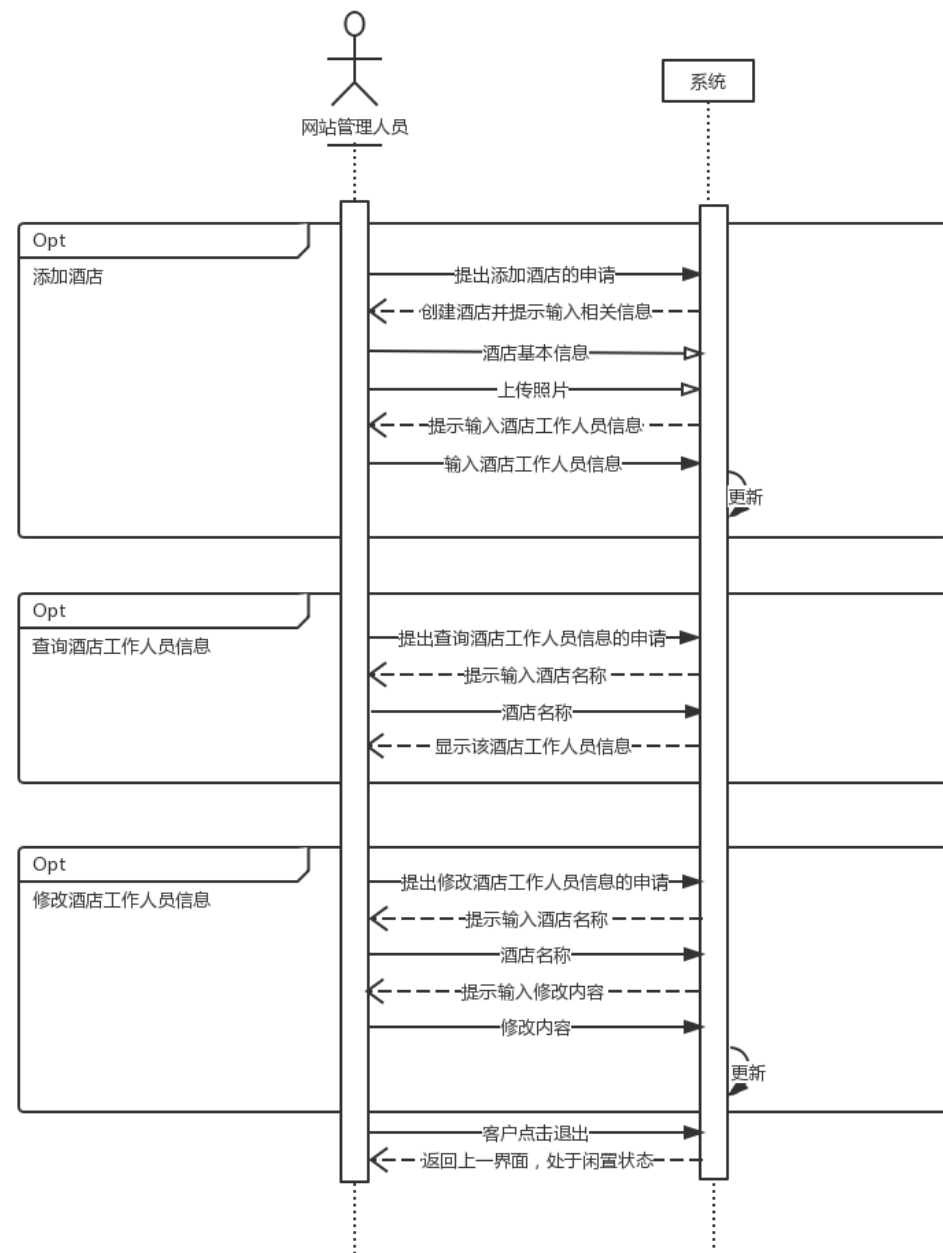 系统
网站管理人员
Opt
添加酒店
提出添加酒店的申请
创建酒店并提示输入相关信息
酒店基本信息
上传照片
提示输入酒店工作人员信息
输入酒店工作人员信息
更新
Opt
查询酒店工作人员信息
提出查询酒店工作人员信息的申请
提示输入酒店名称
酒店名称
显示该酒店工作人员信息
Opt
修改酒店工作人员信息
提出修改酒店工作人员信息的申请
提示输入酒店名称
酒店名称
提示输入修改内容
修改内容
更新
客户点击退出
返回上一界面，处于闲置状态